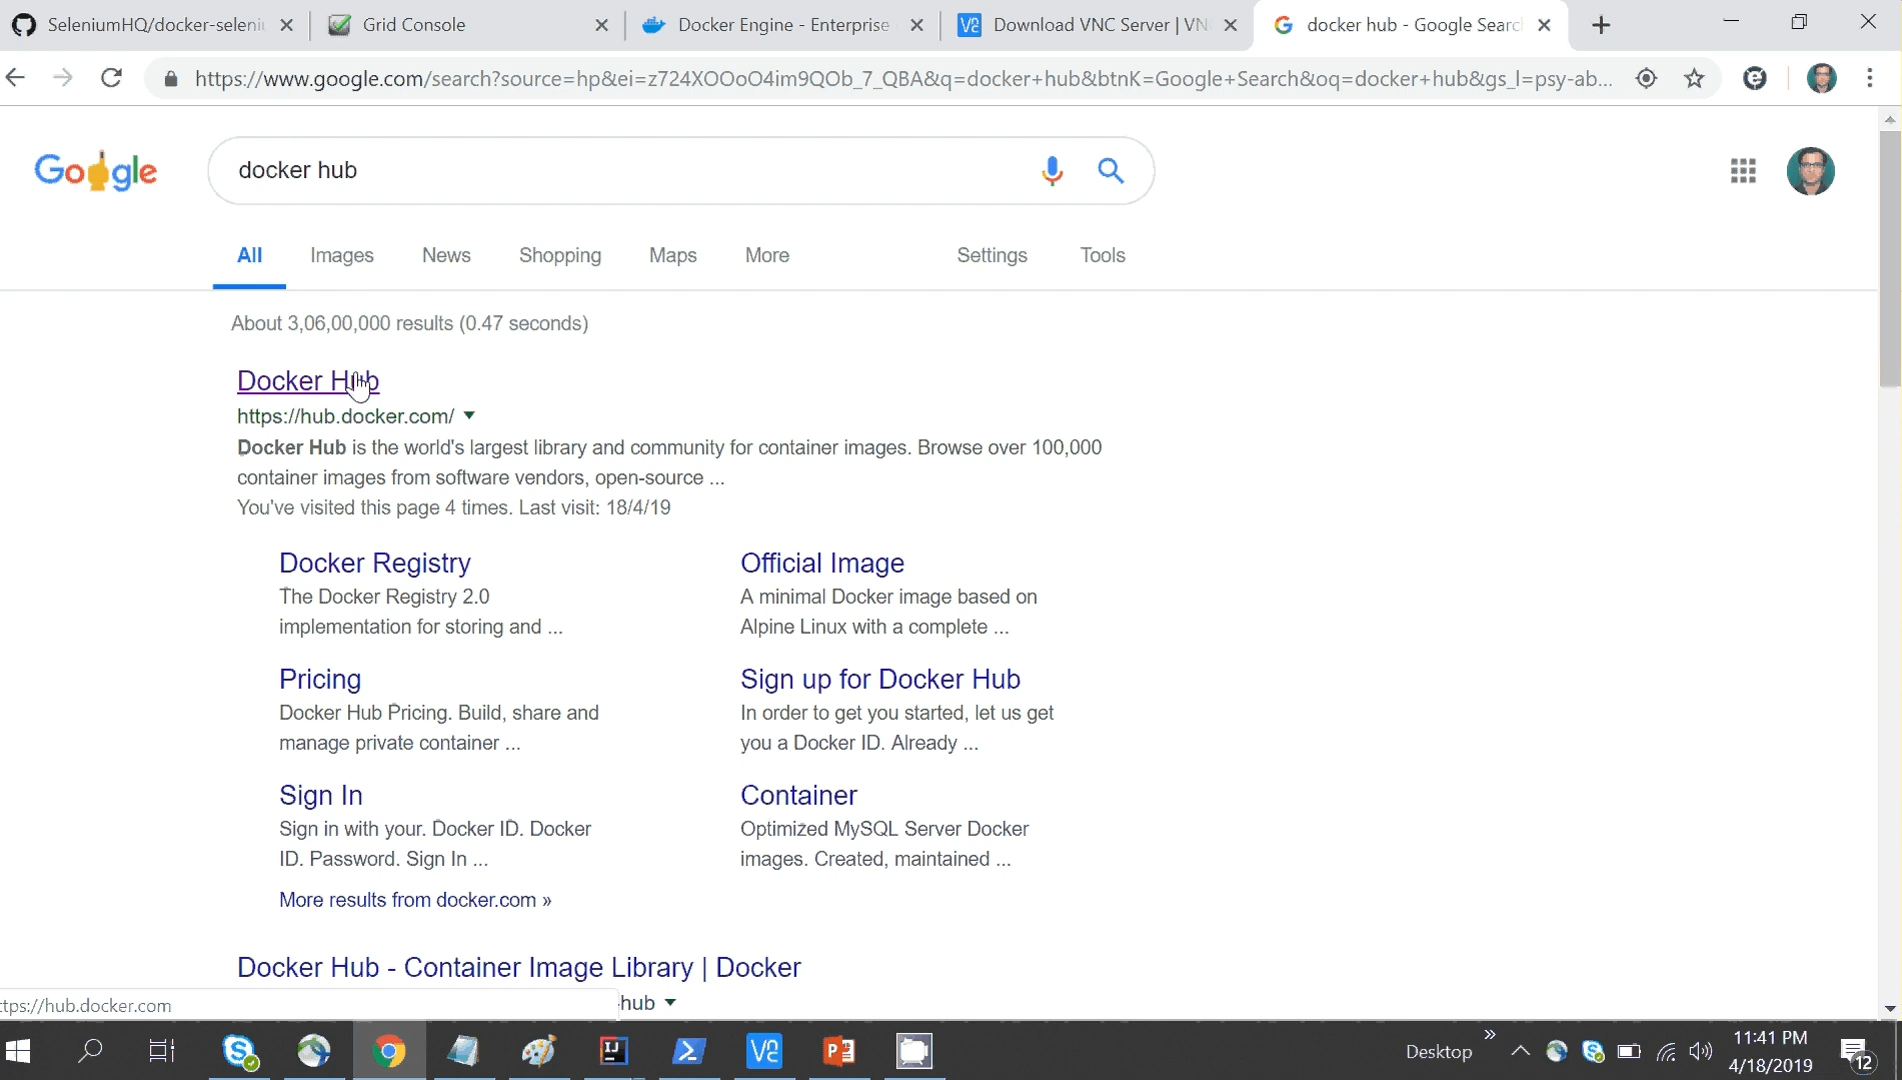 SeleniumHQ/docker-seleni
Grid Console
Docker Engine - Enterprise
Download VNC Server | VN
docker hub - Google Searc
https://www.google.com/search?source=hp&ei=z724XOOoO4im9QOb_7_QBA&q=docker+hub&btnK=Google+Search&oq=docker+hub&gs_l=psy-ab...
Google
docker hub
All Images News Shopping Maps More Settings Tools
About 3,06,00,000 results (0.47 seconds)
Docker Hub
https://hub.docker.com/
Docker Hub is the world's largest library and community for container images. Browse over 100,000
container images from software vendors, open-source ...
You've visited this page 4 times. Last visit: 18/4/19
Docker Registry
The Docker Registry 2.0
implementation for storing and ...
Official Image
A minimal Docker image based on
Alpine Linux with a complete ...
Pricing
Docker Hub Pricing. Build, share and
manage private container ...
Sign up for Docker Hub
In order to get you started, let us get
you a Docker ID. Already ...
Sign In
Sign in with your. Docker ID. Docker
ID. Password. Sign In ...
Container
Optimized MySQL Server Docker
images. Created, maintained ...
More results from docker.com »
Docker Hub - Container Image Library | Docker
ttps://hub.docker.com
-hub
Desktop
11:41 PM
4/18/2019
12